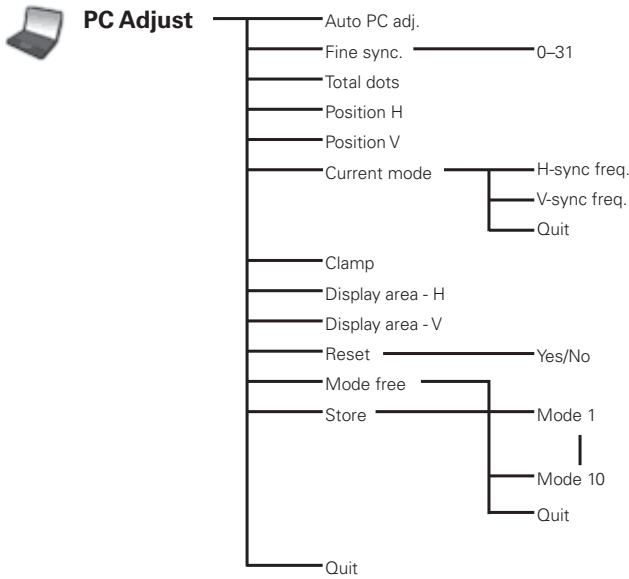 PC Adjust
Auto PC adj.
Fine sync.
0–31
Total dots
Position H
Position V
Current mode
H-sync freq.
V-sync freq.
Quit
Clamp
Display area - H
Display area - V
Reset
Yes/No
Mode free
Store
Mode 1
Mode 10
Quit
Quit